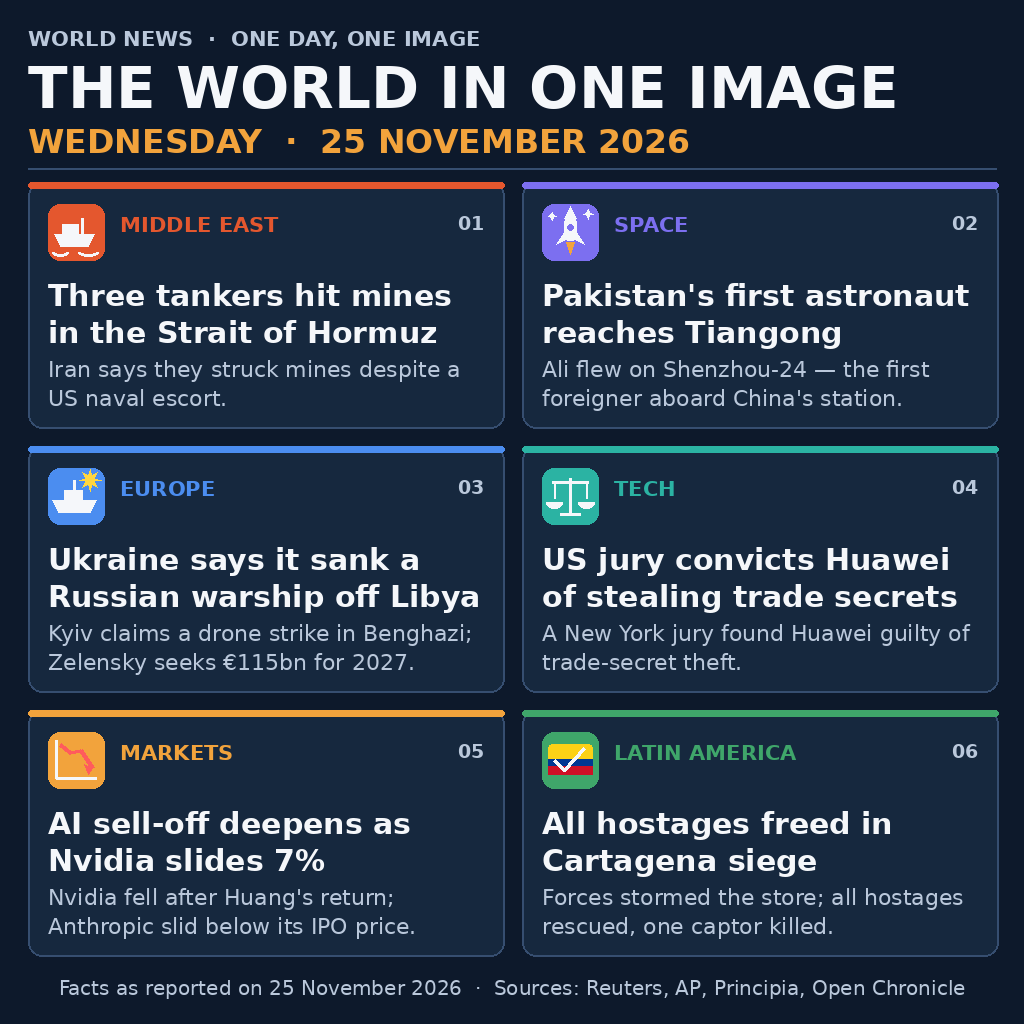 WORLD NEWS · ONE DAY, ONE IMAGE
THE WORLD IN ONE IMAGE
WEDNESDAY · 25 NOVEMBER 2026
MIDDLE EAST
01
Three tankers hit mines
in the Strait of Hormuz
Iran says they struck mines despite a
US naval escort.
SPACE
02
Pakistan's first astronaut
reaches Tiangong
Ali flew on Shenzhou-24 — the first
foreigner aboard China's station.
EUROPE
03
Ukraine says it sank a
Russian warship off Libya
Kyiv claims a drone strike in Benghazi;
Zelensky seeks €115bn for 2027.
TECH
04
US jury convicts Huawei
of stealing trade secrets
A New York jury found Huawei guilty of
trade-secret theft.
MARKETS
05
AI sell-off deepens as
Nvidia slides 7%
Nvidia fell after Huang's return;
Anthropic slid below its IPO price.
LATIN AMERICA
06
All hostages freed in
Cartagena siege
Forces stormed the store; all hostages
rescued, one captor killed.
Facts as reported on 25 November 2026 · Sources: Reuters, AP, Principia, Open Chronicle